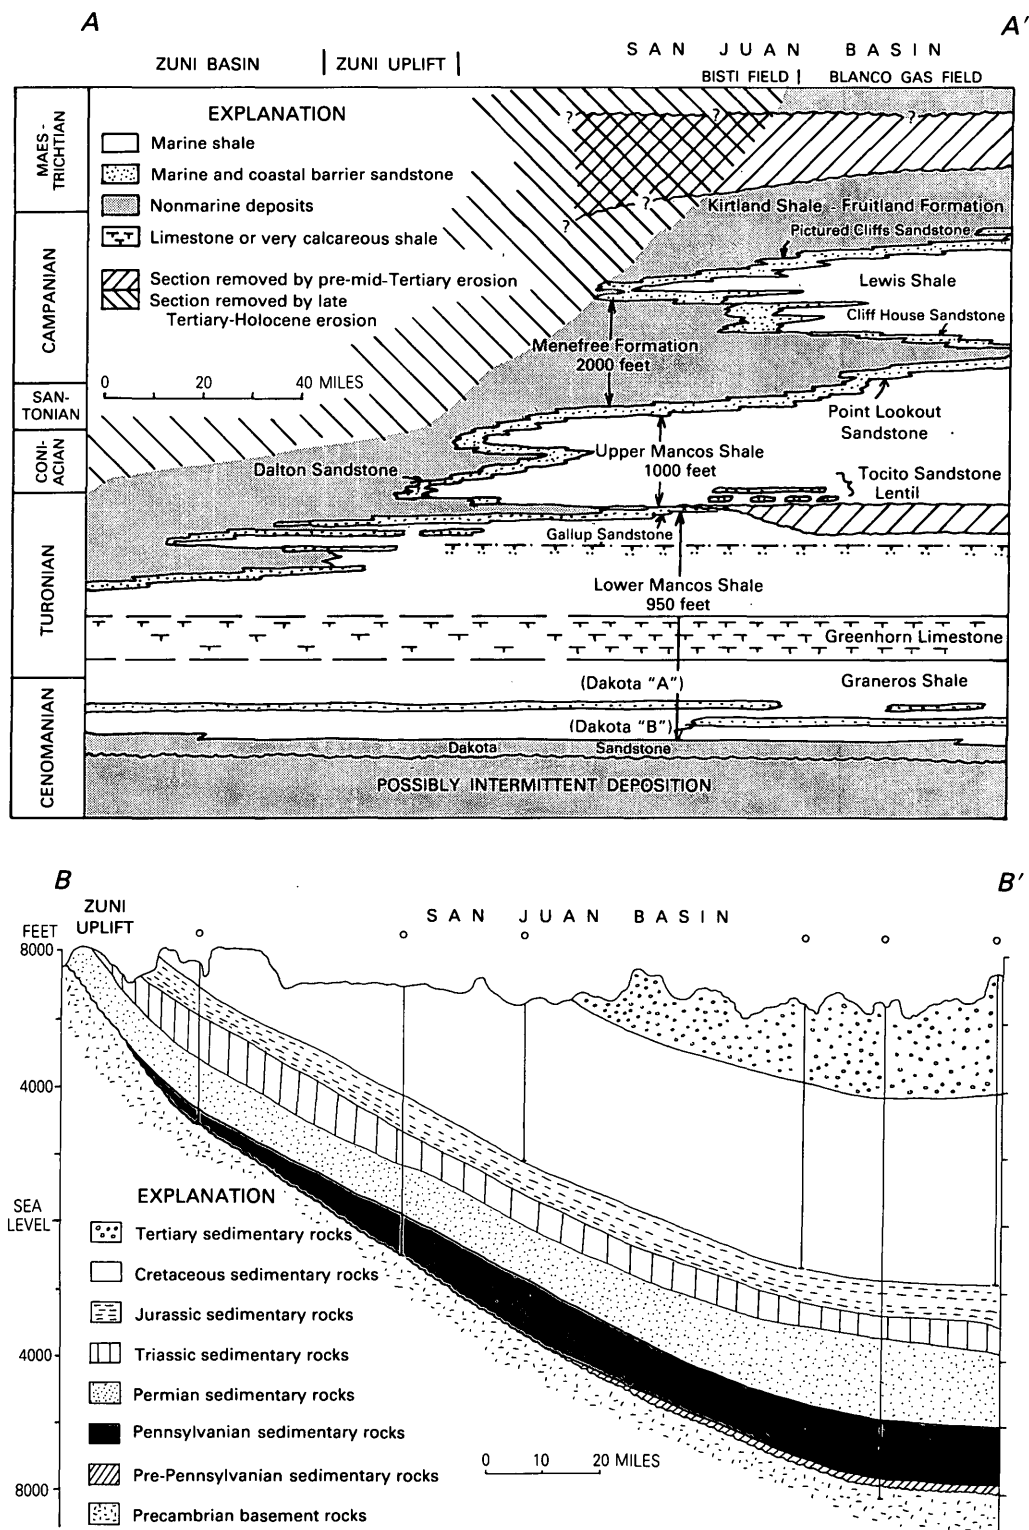 A
A'
SAN JUAN BASIN
ZUNI BASIN
ZUNI UPLIFT
BISTI FIELD
BLANCO GAS FIELD
MAES-
TRICHTIAN
CAMPANIAN
SAN-
TONIAN
CONI-
ACIAN
TURONIAN
CENOMANIAN
EXPLANATION
Marine shale
Marine and coastal barrier sandstone
Nonmarine deposits
Limestone or very calcareous shale
Section removed by pre-mid-Tertiary erosion
Section removed by late
Tertiary-Holocene erosion
0 20 40 MILES
? ? ?
? ?
Kirtland Shale - Fruitland Formation
Pictured Cliffs Sandstone
Lewis Shale
Cliff House Sandstone
Menefree Formation
2000 feet
Point Lookout
Sandstone
Upper Mancos Shale
1000 feet
Dalton Sandstone
Tocito Sandstone
Lentil
Gallup Sandstone
Lower Mancos Shale
950 feet
Greenhorn Limestone
(Dakota "A")
Graneros Shale
(Dakota "B")
Dakota Sandstone
POSSIBLY INTERMITTENT DEPOSITION
B
B'
ZUNI
UPLIFT
SAN JUAN BASIN
FEET
8000
4000
SEA
LEVEL
4000
8000
EXPLANATION
Tertiary sedimentary rocks
Cretaceous sedimentary rocks
Jurassic sedimentary rocks
Triassic sedimentary rocks
Permian sedimentary rocks
Pennsylvanian sedimentary rocks
Pre-Pennsylvanian sedimentary rocks
Precambrian basement rocks
0 10 20 MILES